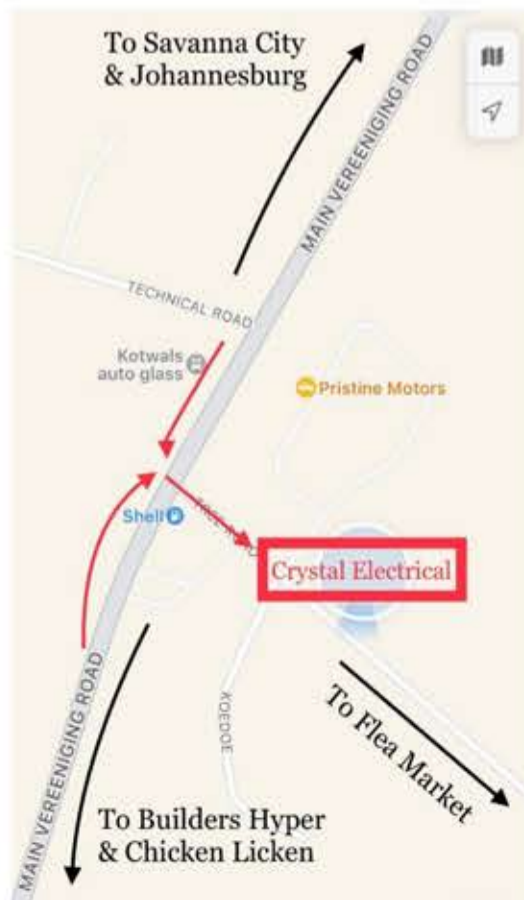 To Savanna City
& Johannesburg
MAIN VEREENIGING ROAD
TECHNICAL ROAD
Kotwals
auto glass
Pristine Motors
Shell
Crystal Electrical
KOEDOE
To Flea Market
MAIN VEREENIGING ROAD
To Builders Hyper
& Chicken Licken